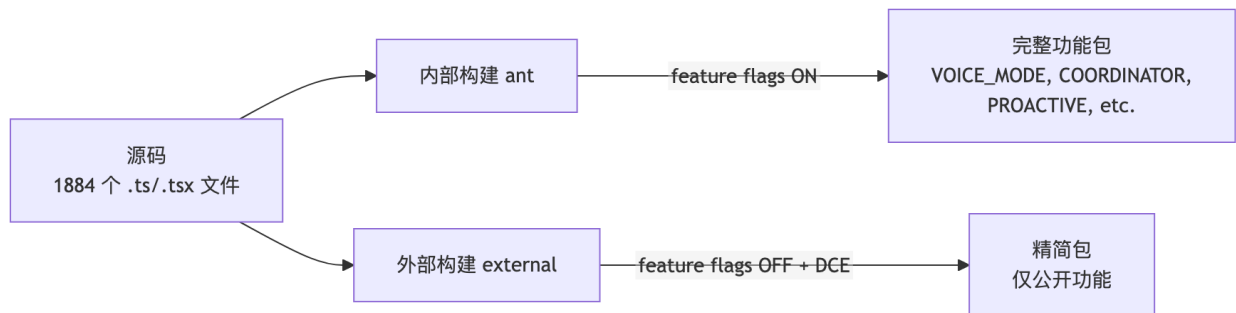 源码
1884 个 .ts/.tsx 文件
内部构建 ant
feature flags ON
完整功能包
VOICE_MODE, COORDINATOR,
PROACTIVE, etc.
外部构建 external
feature flags OFF + DCE
精简包
仅公开功能